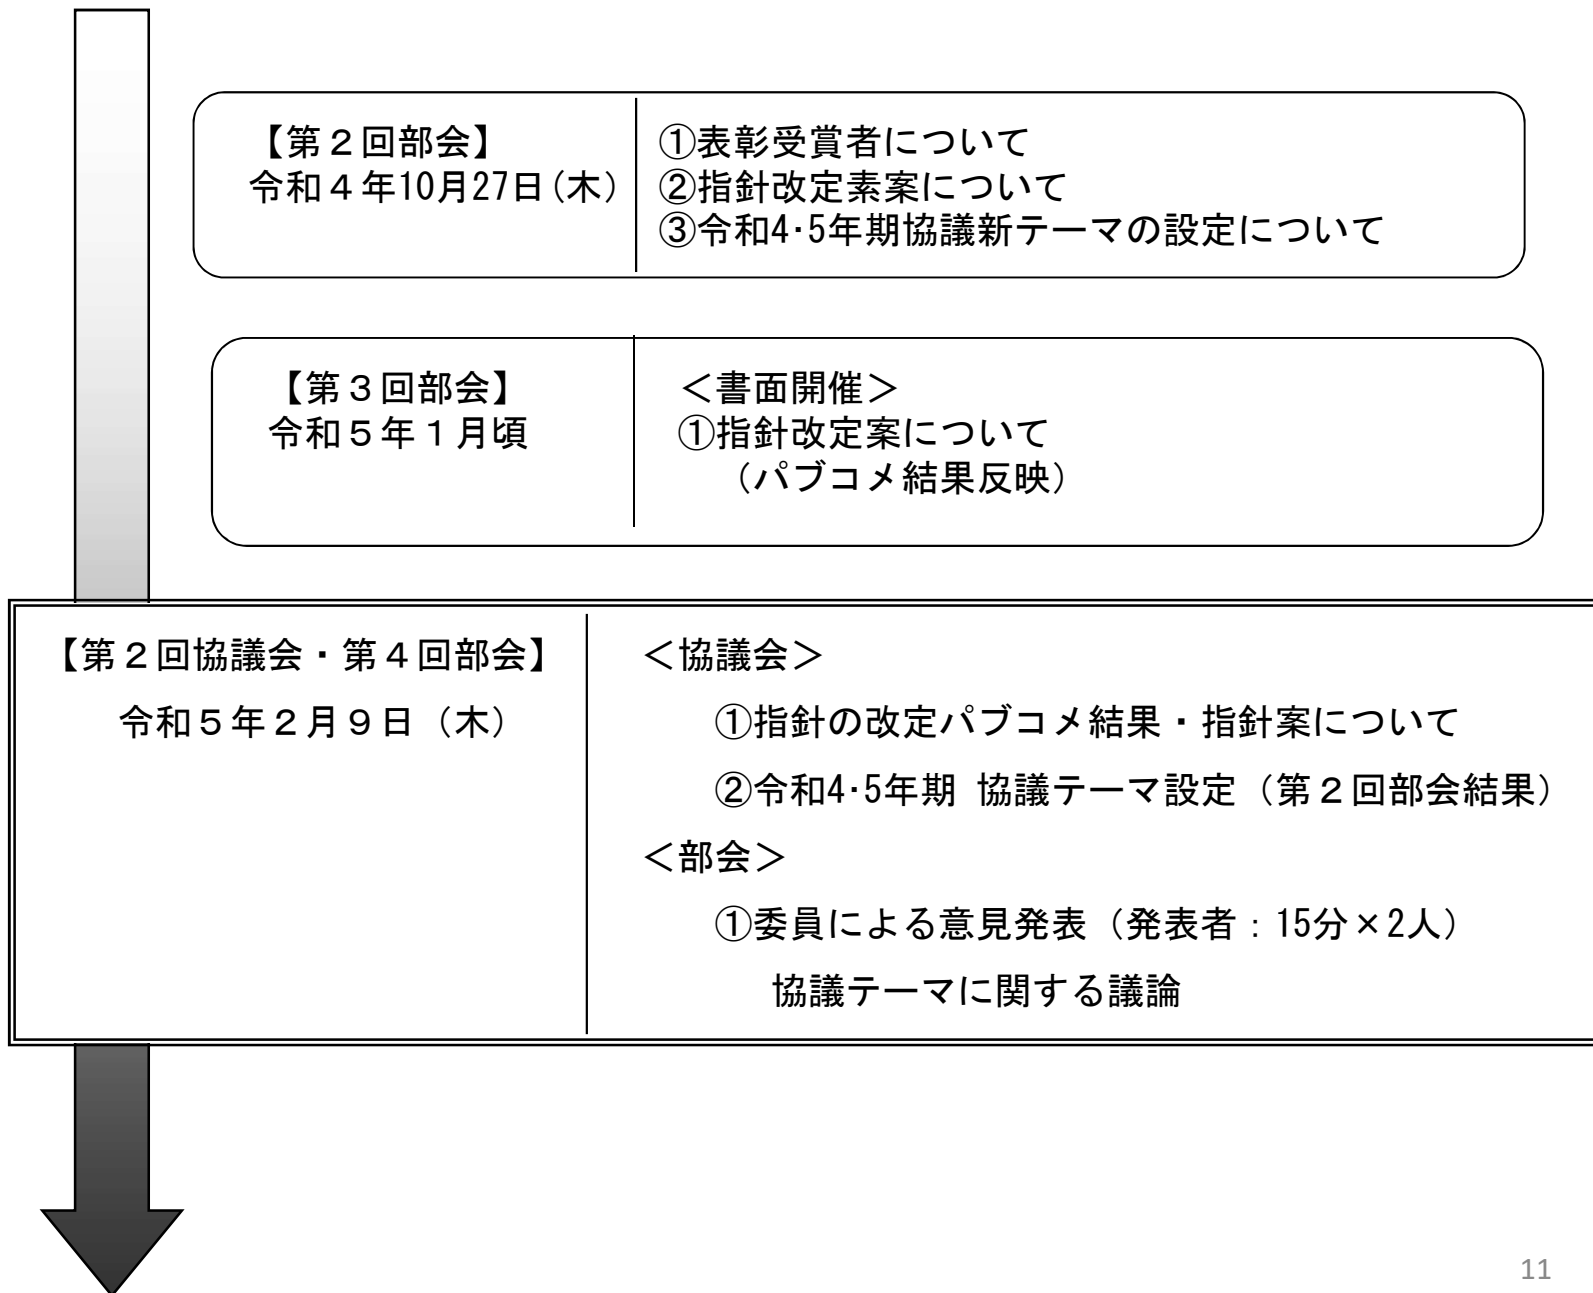 【第２回部会】
令和４年10月27日(木)
①表彰受賞者について
②指針改定素案について
③令和4･5年期協議新テーマの設定について
【第３回部会】
令和５年１月頃
＜書面開催＞
①指針改定案について
（パブコメ結果反映）
【第２回協議会・第４回部会】
令和５年２月９日（木）
＜協議会＞
①指針の改定パブコメ結果・指針案について
②令和4･5年期 協議テーマ設定（第２回部会結果）
＜部会＞
①委員による意見発表（発表者：15分×2人）
協議テーマに関する議論
11